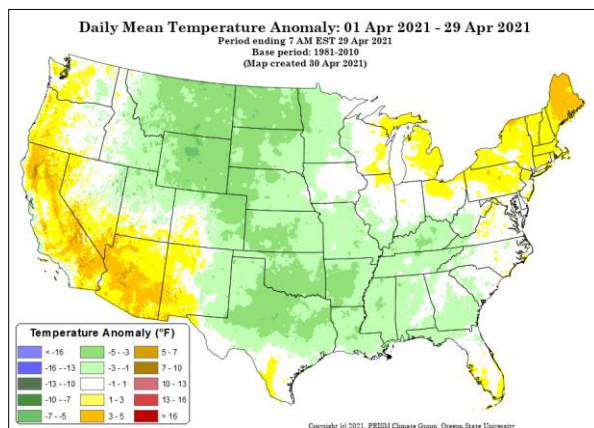 Daily Mean Temperature Anomaly: 01 Apr 2021 - 29 Apr 2021
Period ending 7 AM EST 29 Apr 2021
Base period: 1981-2010
(Map created 30 Apr 2021)
Temperature Anomaly (°F)
< -16
-5 - -3
5 - 7
-16 - -13
-3 - -1
7 - 10
-13 - -10
-1 - 1
10 - 13
-10 - -7
1 - 3
13 - 16
-7 - -5
3 - 5
> 16
Copyright (c) 2021, PRISM Climate Group, Oregon State University